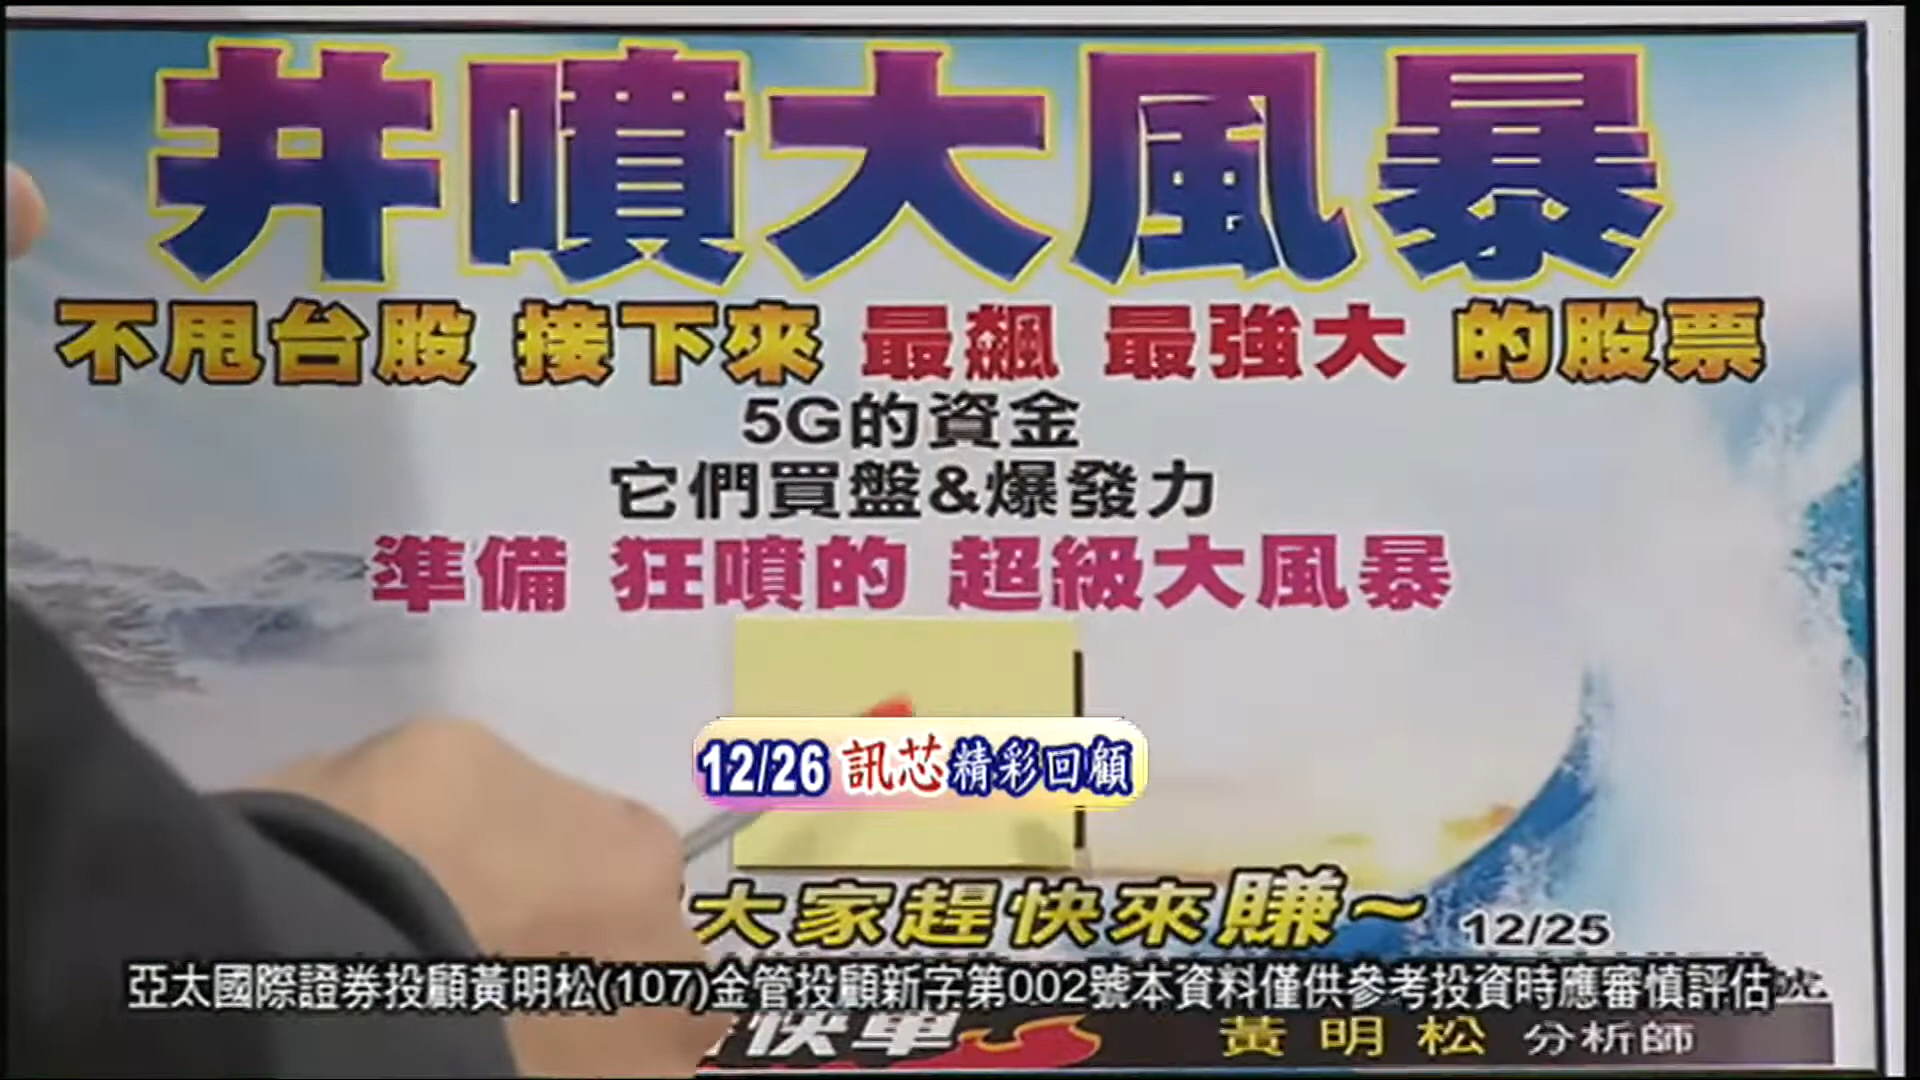 井噴大風暴
不甩台股 接下來 最飆 最強大 的股票
5G的資金
它們買盤&爆發力
準備 狂噴的 超級大風暴
12/26 訊芯精彩回顧
大家趕快來賺~ 12/25
亞太國際證券投顧黃明松(107)金管投顧新字第002號本資料僅供參考投資時應審慎評估
快單
黃明松 分析師